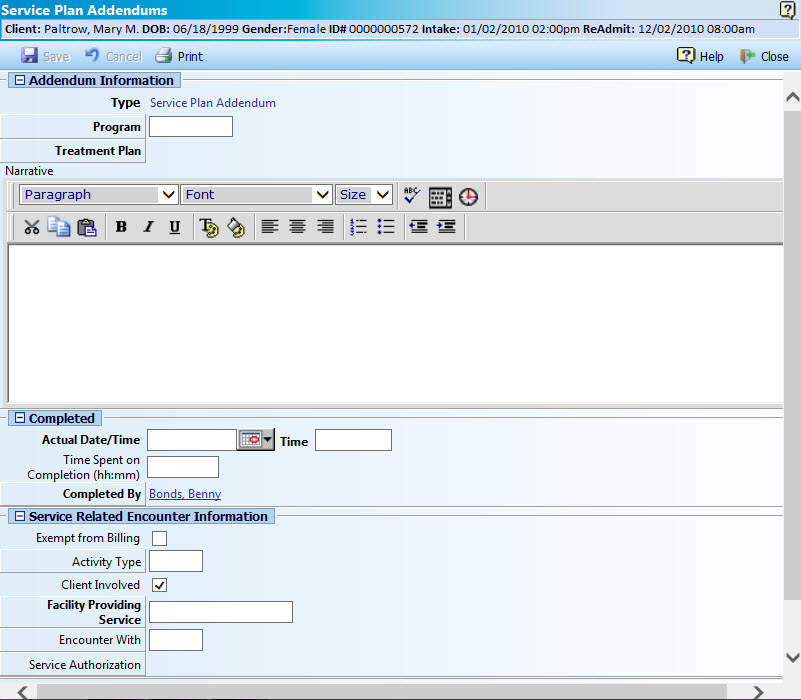 Service Plan Addendums
Client: Paltrow, Mary M. DOB: 06/18/1999 Gender:Female ID# 0000000572 Intake: 01/02/2010 02:00pm ReAdmit: 12/02/2010 08:00am
Save Cancel Print Help Close
Addendum Information
Type Service Plan Addendum
Program
Treatment Plan
Narrative
Paragraph Font Size ABC
B I U T
Completed
Actual Date/Time Time
Time Spent on
Completion (hh:mm)
Completed By Bonds, Benny
Service Related Encounter Information
Exempt from Billing
Activity Type
Client Involved
Facility Providing
Service
Encounter With
Service Authorization